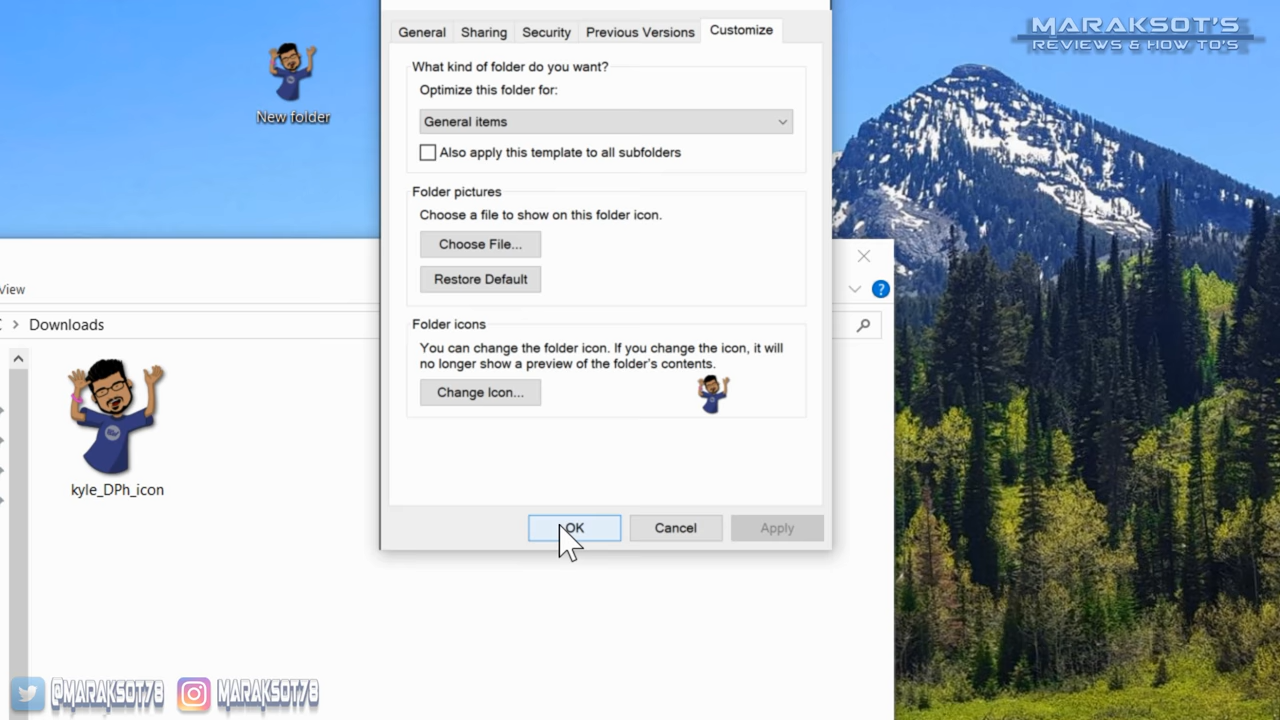 MARAKSOT'S
REVIEWS & HOW TO'S
New folder
General
Sharing
Security
Previous Versions
Customize
What kind of folder do you want?
Optimize this folder for:
General items
Also apply this template to all subfolders
Folder pictures
Choose a file to show on this folder icon.
Choose File...
Restore Default
Folder icons
You can change the folder icon. If you change the icon, it will
no longer show a preview of the folder's contents.
Change Icon...
OK
Cancel
Apply
View
?
Downloads
kyle_DPh_icon
@MARAKSOT78
MARAKSOT78